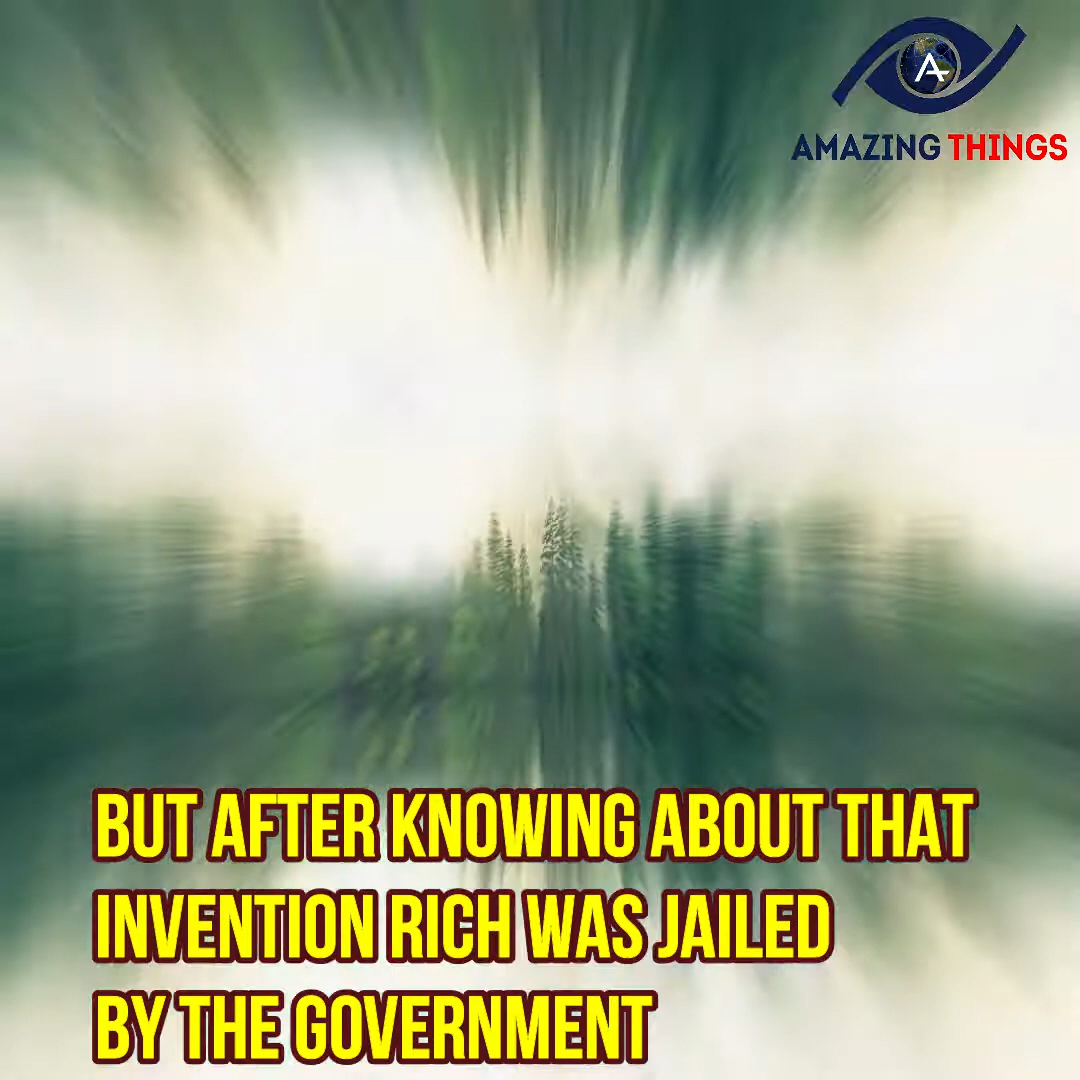 A
AMAZING THINGS
BUT AFTER KNOWING ABOUT THAT
INVENTION RICH WAS JAILED
BY THE GOVERNMENT